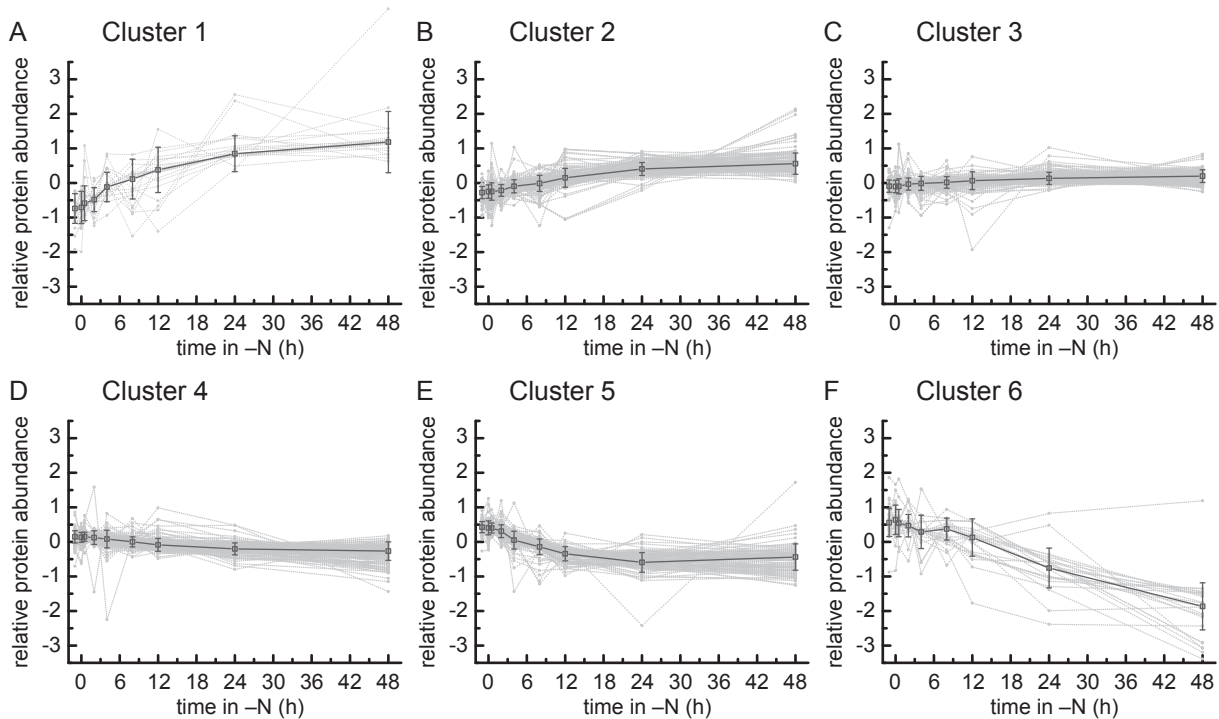 A Cluster 1
relative protein abundance
3
2
1
0
-1
-2
-3
0 6 12 18 24 30 36 42 48
time in –N (h)
B Cluster 2
relative protein abundance
3
2
1
0
-1
-2
-3
0 6 12 18 24 30 36 42 48
time in –N (h)
C Cluster 3
relative protein abundance
3
2
1
0
-1
-2
-3
0 6 12 18 24 30 36 42 48
time in –N (h)
D Cluster 4
relative protein abundance
3
2
1
0
-1
-2
-3
0 6 12 18 24 30 36 42 48
time in –N (h)
E Cluster 5
relative protein abundance
3
2
1
0
-1
-2
-3
0 6 12 18 24 30 36 42 48
time in –N (h)
F Cluster 6
relative protein abundance
3
2
1
0
-1
-2
-3
0 6 12 18 24 30 36 42 48
time in –N (h)